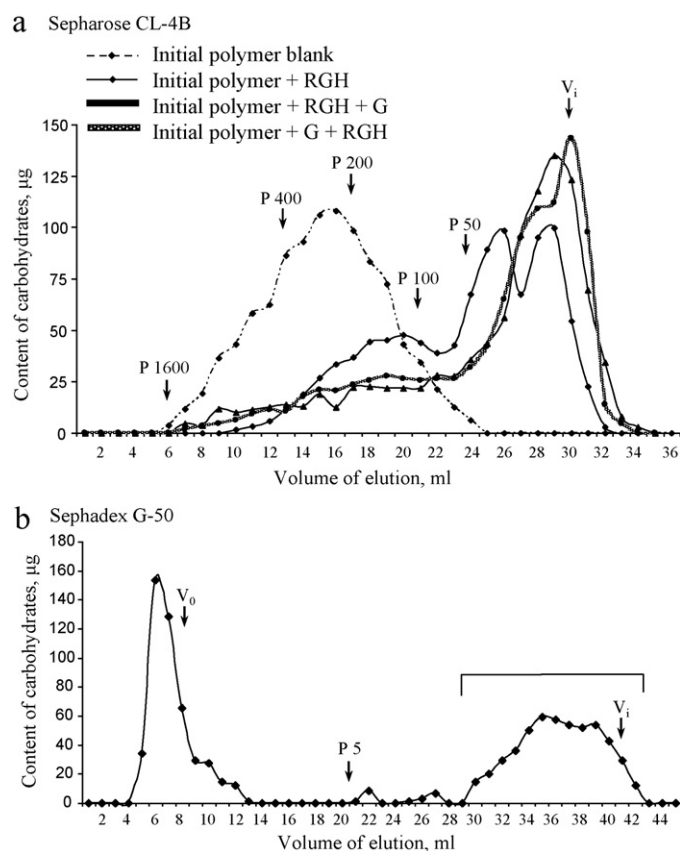 a Sepharose CL-4B
Initial polymer blank
Initial polymer + RGH
Initial polymer + RGH + G
Initial polymer + G + RGH
Vi
150
125
100
75
50
25
0
Content of carbohydrates, µg
P 1600
P 400
P 200
P 100
P 50
2 4 6 8 10 12 14 16 18 20 22 24 26 28 30 32 34 36
Volume of elution, ml
b Sephadex G-50
180
160
140
120
100
80
60
40
20
0
Content of carbohydrates, µg
V0
P 5
Vi
2 4 6 8 10 12 14 16 18 20 22 24 26 28 30 32 34 36 38 40 42 44
Volume of elution, ml